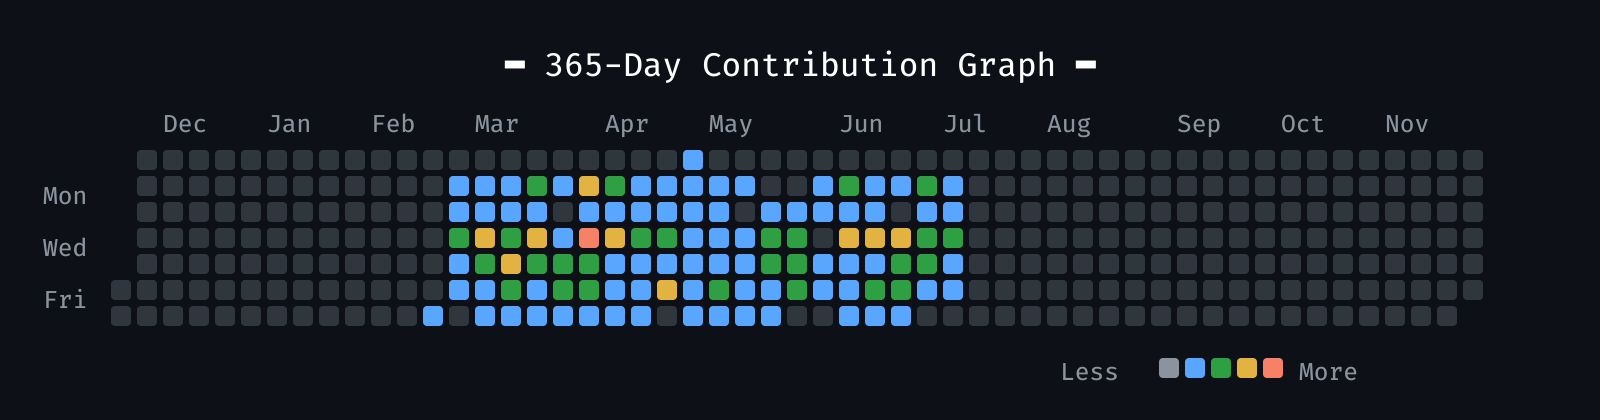 ━ 365-Day Contribution Graph ━
Dec Jan Feb Mar Apr May Jun Jul Aug Sep Oct Nov
Mon
Wed
Fri
Less More